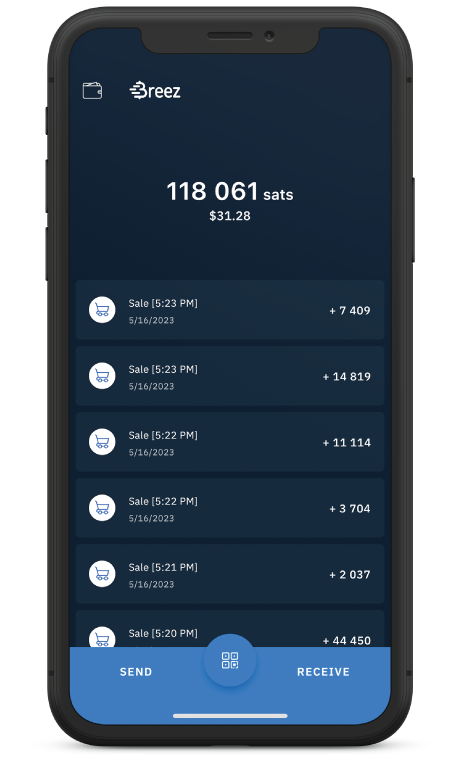 Breez
118 061 sats
$31.28
Sale [5:23 PM]
+ 7 409
5/16/2023
Sale [5:23 PM]
+ 14 819
5/16/2023
Sale [5:22 PM]
+ 11 114
5/16/2023
Sale [5:22 PM]
+ 3 704
5/16/2023
Sale [5:21 PM]
+ 2 037
5/16/2023
Sale [5:20 PM]
+ 44 450
SEND
RECEIVE